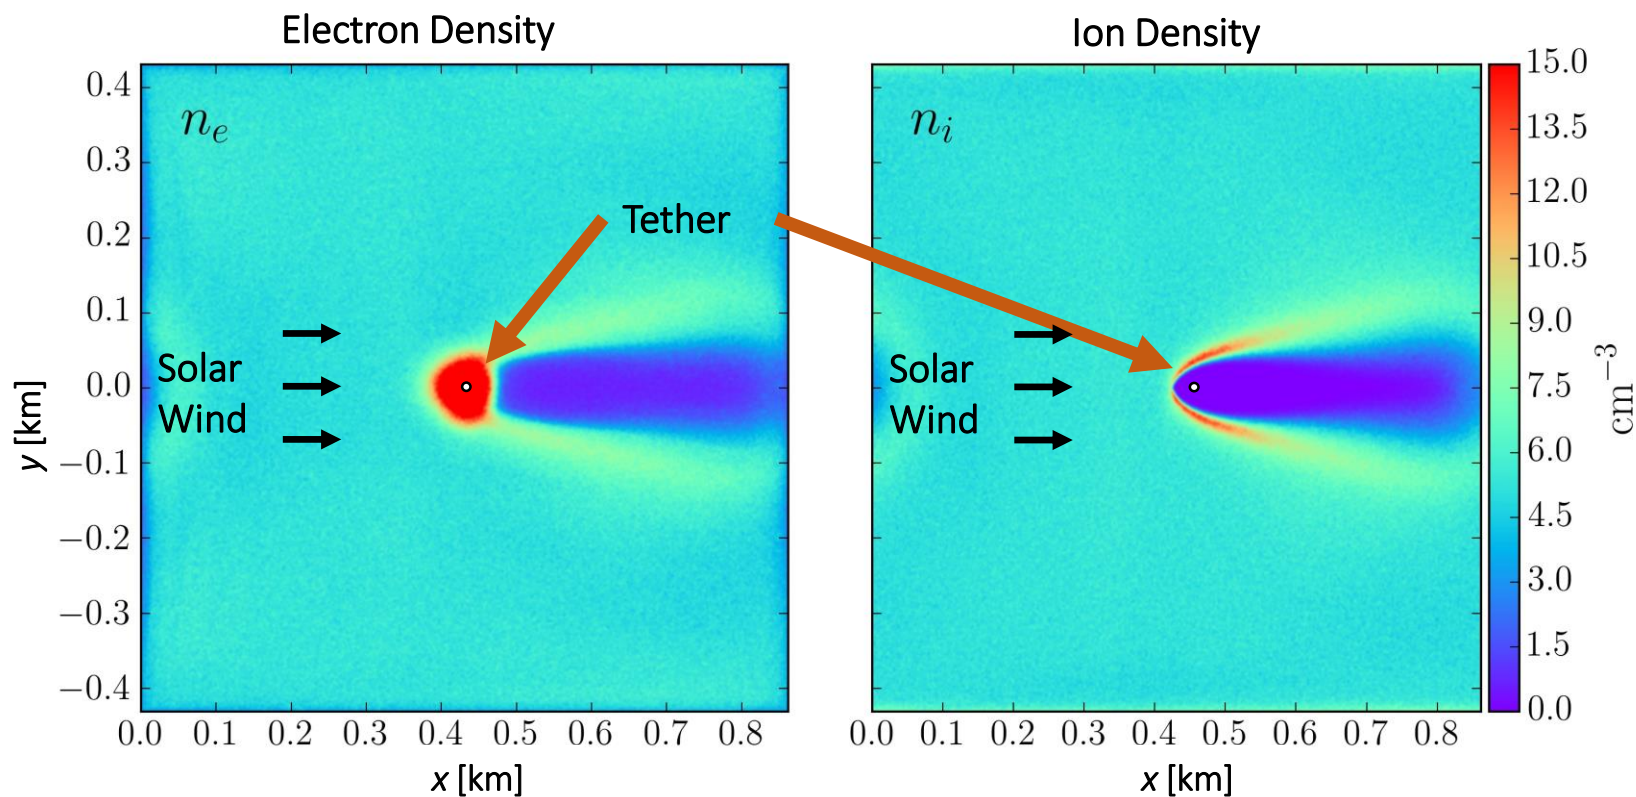 Electron Density
Ion Density
n_e
n_i
Tether
Solar
Wind
Solar
Wind
y [km]
0.4
0.3
0.2
0.1
0.0
−0.1
−0.2
−0.3
−0.4
0.0 0.1 0.2 0.3 0.4 0.5 0.6 0.7 0.8
x [km]
0.0 0.1 0.2 0.3 0.4 0.5 0.6 0.7 0.8
x [km]
15.0
13.5
12.0
10.5
9.0
7.5
6.0
4.5
3.0
1.5
0.0
cm⁻³